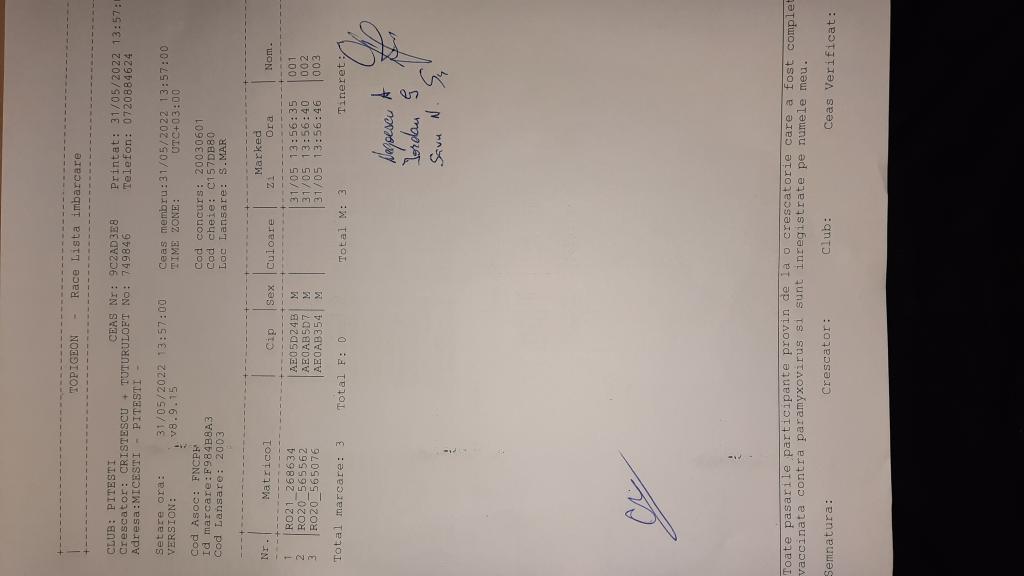 TOPIGEON - Race Lista imbarcare
CLUB: PITESTI CEAS Nr: 9C2AD3E8 Printat: 31/05/2022 13:57:
Crescator: CRISTESCU + TUTURULOFT No: 749846 Telefon: 0720884624
Adresa:MICESTI - PITESTI -
Setare ora: 31/05/2022 13:57:00 Ceas membru:31/05/2022 13:57:00
VERSION: v8.9.15 TIME ZONE: UTC+03:00
Cod Asoc: FNCPR Cod concurs: 20030601
Id marcare:F984B8A3 Cod cheie: C157DB80
Cod Lansare: 2003 Loc Lansare: S.MAR
Marked
Nr.| Matricol | Cip |Sex |Culoare | Zi Ora | Nom.
1 |RO21_268634 |AE05D24B| M | |31/05 13:56:35 |001
2 |RO20_565562 |AE0AB5D7| M | |31/05 13:56:40 |002
3 |RO20_565076 |AE0AB354| M | |31/05 13:56:46 |003
Total marcare: 3 Total F: 0 Total M: 3 Tineret:
Iordan G
Savu N.
Toate pasarile participante provin de la o crescatorie care a fost complet
vaccinata contra paramyxovirus si sunt inregistrate pe numele meu.
Semnatura: Crescator: Club: Ceas Verificat: